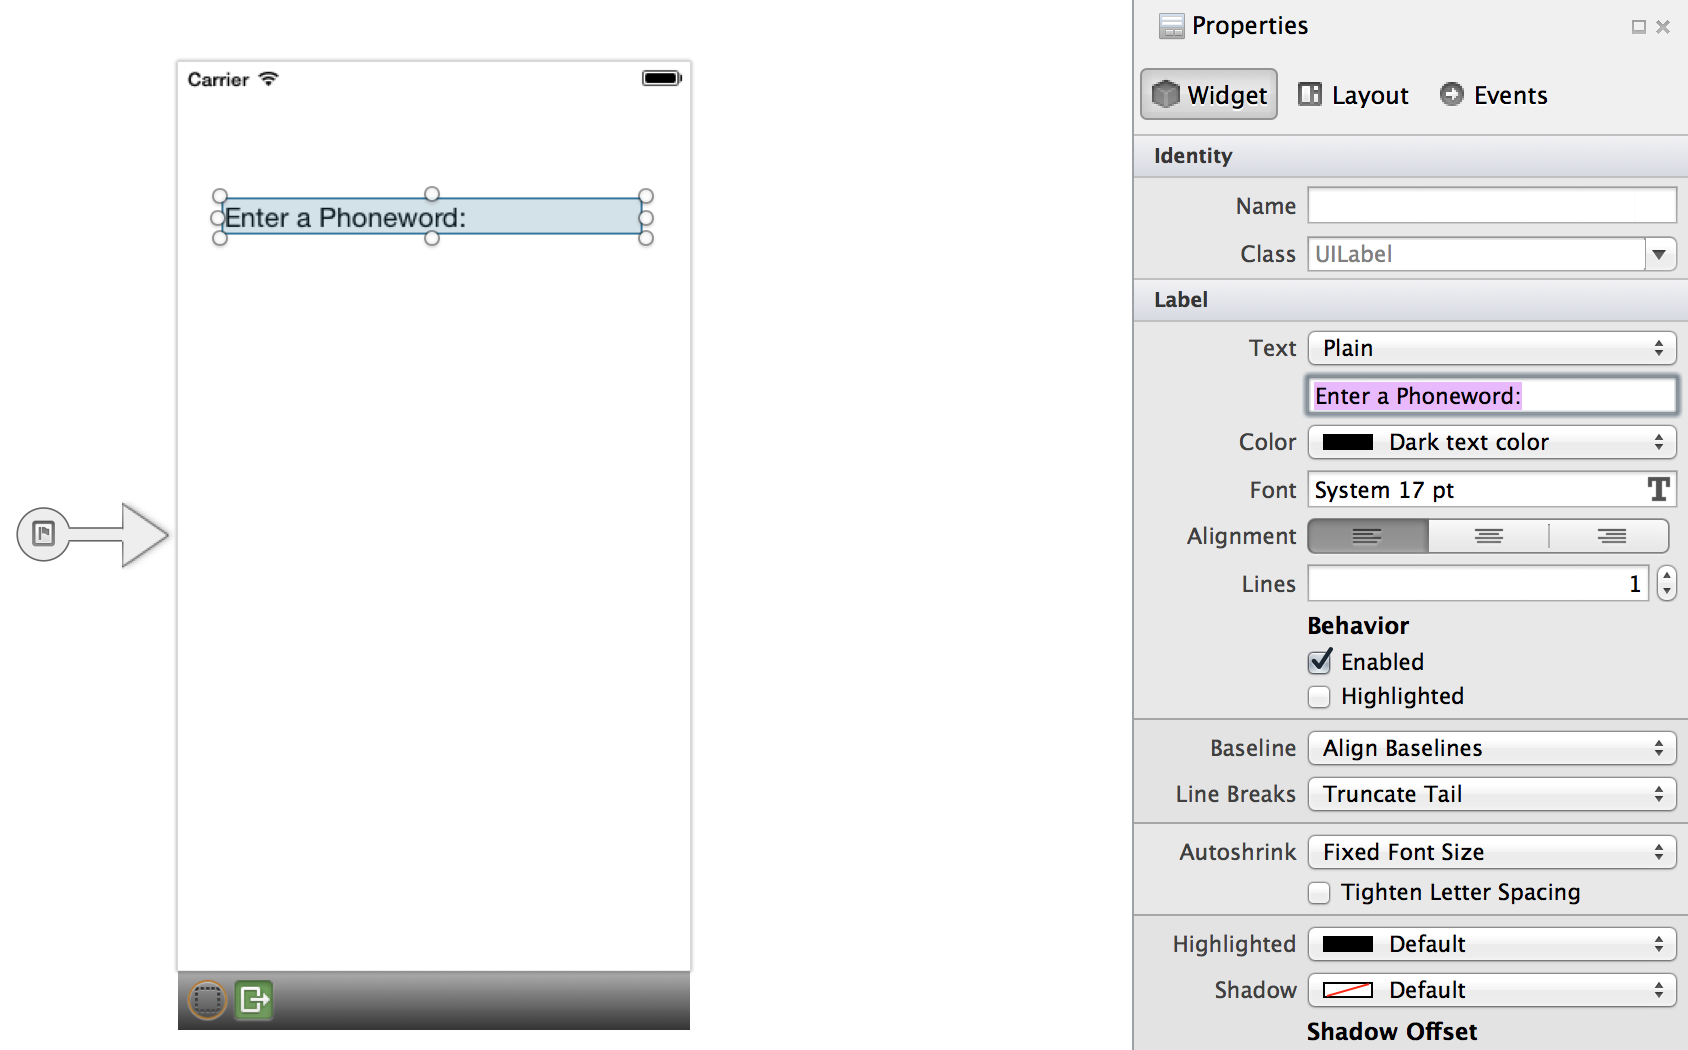 Carrier
Enter a Phoneword:
Properties
Widget Layout Events
Identity
Name
Class UILabel
Label
Text Plain
Enter a Phoneword:
Color Dark text color
Font System 17 pt T
Alignment
Lines 1
Behavior
Enabled
Highlighted
Baseline Align Baselines
Line Breaks Truncate Tail
Autoshrink Fixed Font Size
Tighten Letter Spacing
Highlighted Default
Shadow Default
Shadow Offset